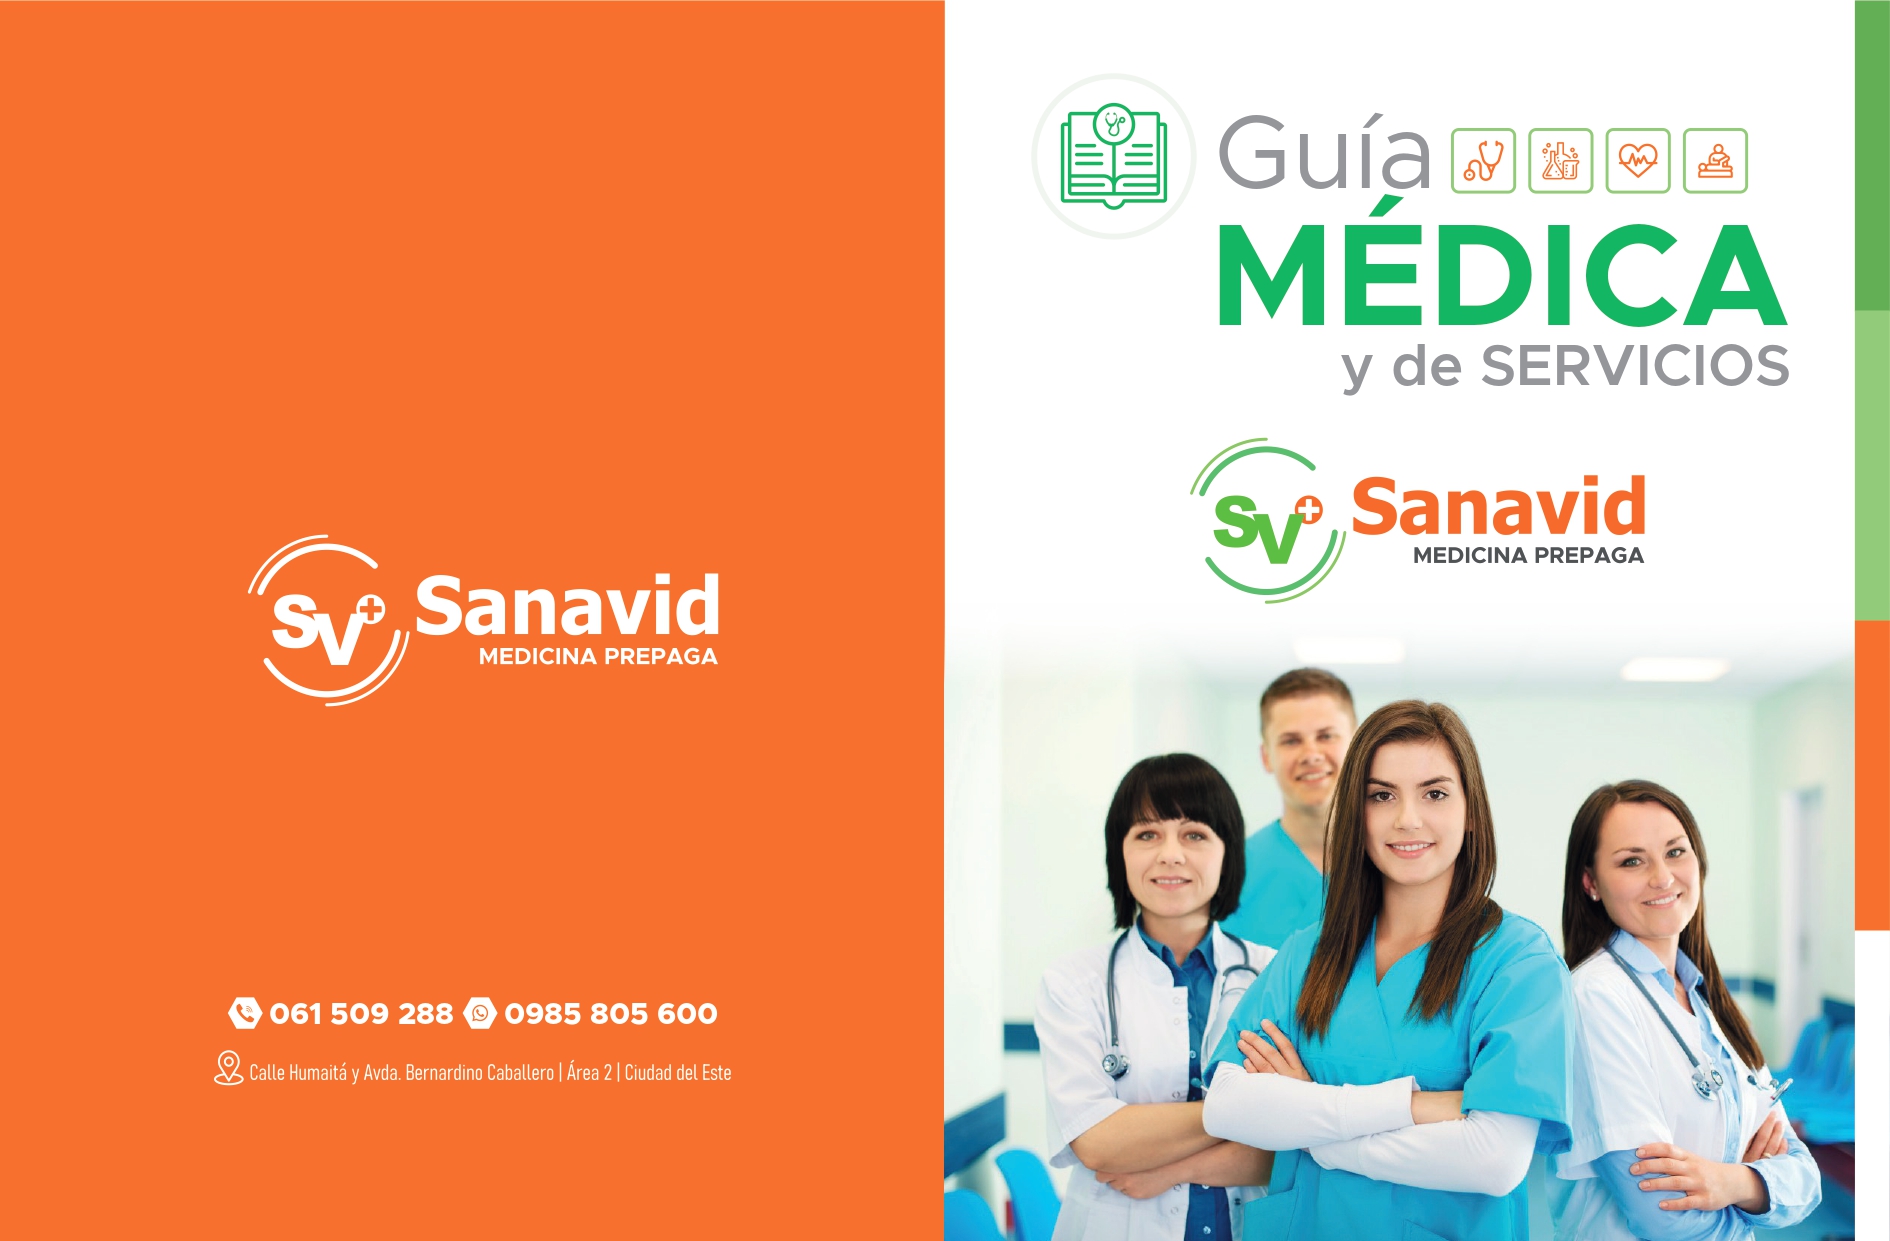 SV
Sanavid
MEDICINA PREPAGA
061 509 288 0985 805 600
Calle Humaitá y Avda. Bernardino Caballero | Área 2 | Ciudad del Este
Guía
MÉDICA
y de SERVICIOS
SV
Sanavid
MEDICINA PREPAGA